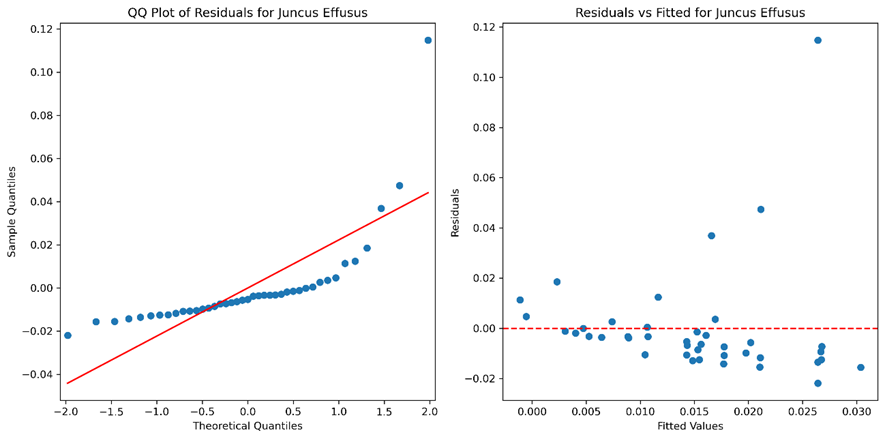 QQ Plot of Residuals for Juncus Effusus
Sample Quantiles
0.12
0.10
0.08
0.06
0.04
0.02
0.00
−0.02
−0.04
−2.0 −1.5 −1.0 −0.5 0.0 0.5 1.0 1.5 2.0
Theoretical Quantiles
Residuals vs Fitted for Juncus Effusus
Residuals
0.12
0.10
0.08
0.06
0.04
0.02
0.00
−0.02
0.000 0.005 0.010 0.015 0.020 0.025 0.030
Fitted Values